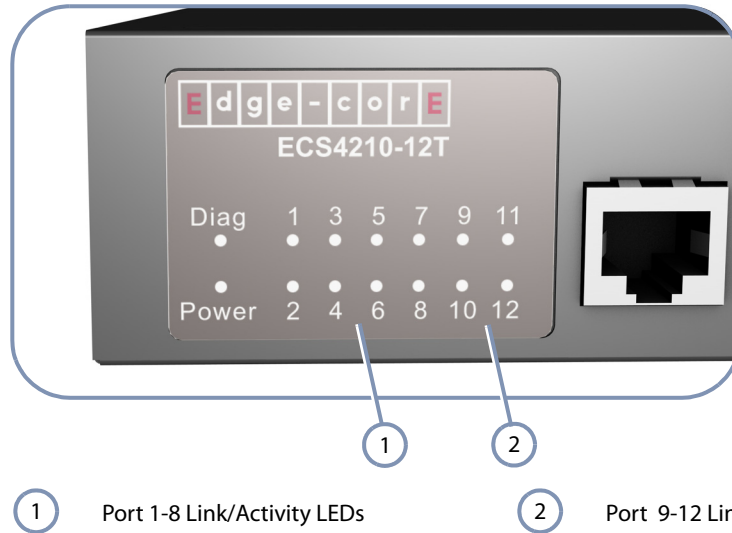 Edge-corE
ECS4210-12T
Diag 1 3 5 7 9 11
Power 2 4 6 8 10 12
1 2
1 Port 1-8 Link/Activity LEDs 2 Port 9-12